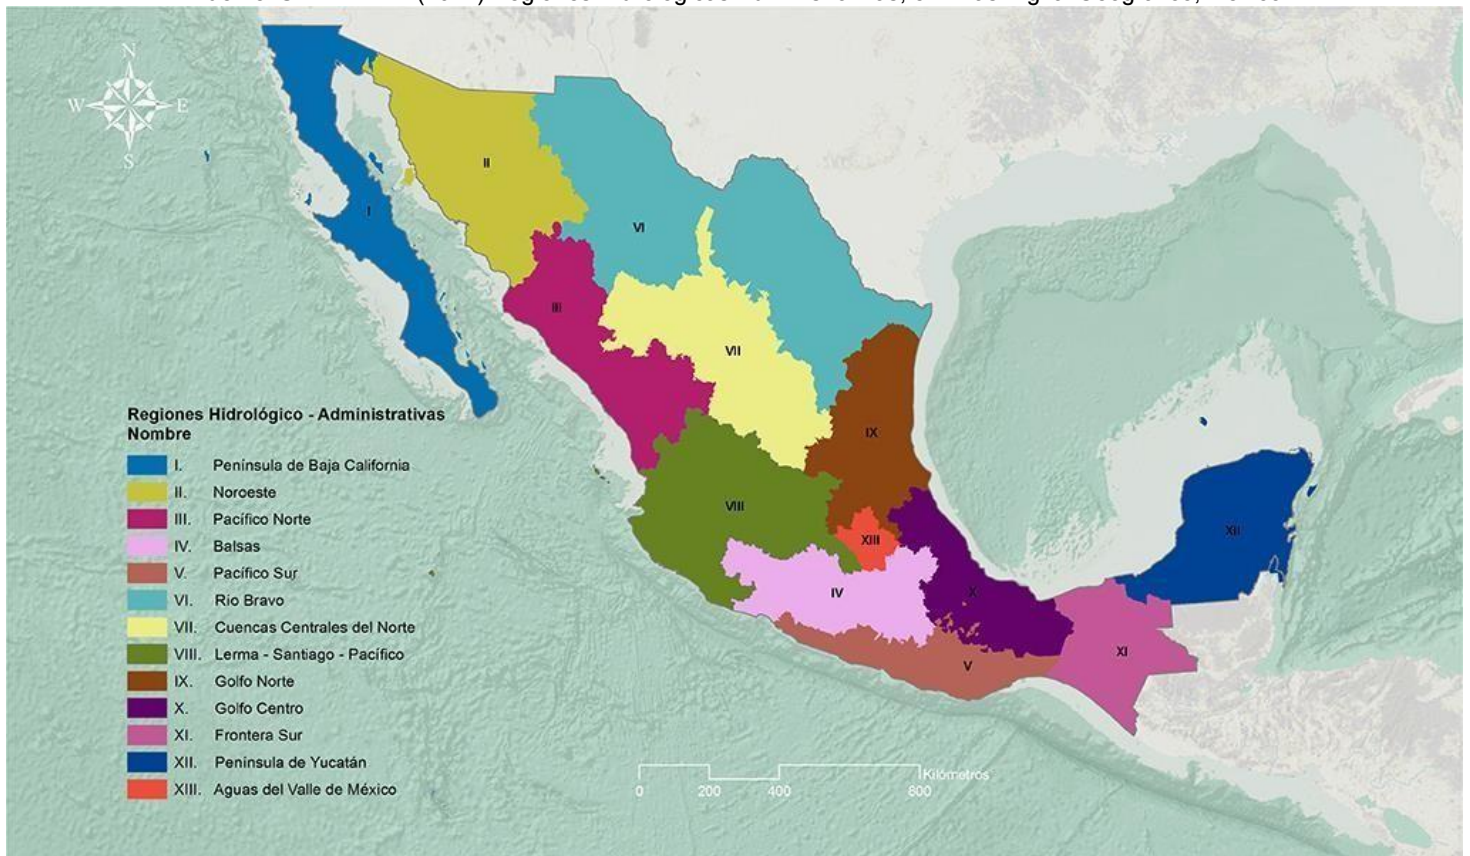 N
W E
S
II
I
VI
III
VII
IX
VIII
XIII
XII
IV
X
XI
V
Regiones Hidrológico - Administrativas
Nombre
I. Península de Baja California
II. Noroeste
III. Pacífico Norte
IV. Balsas
V. Pacífico Sur
VI. Rio Bravo
VII. Cuencas Centrales del Norte
VIII. Lerma - Santiago - Pacífico
IX. Golfo Norte
X. Golfo Centro
XI. Frontera Sur
XII. Península de Yucatán
XIII. Aguas del Valle de México
Kilómetros
0 200 400 800